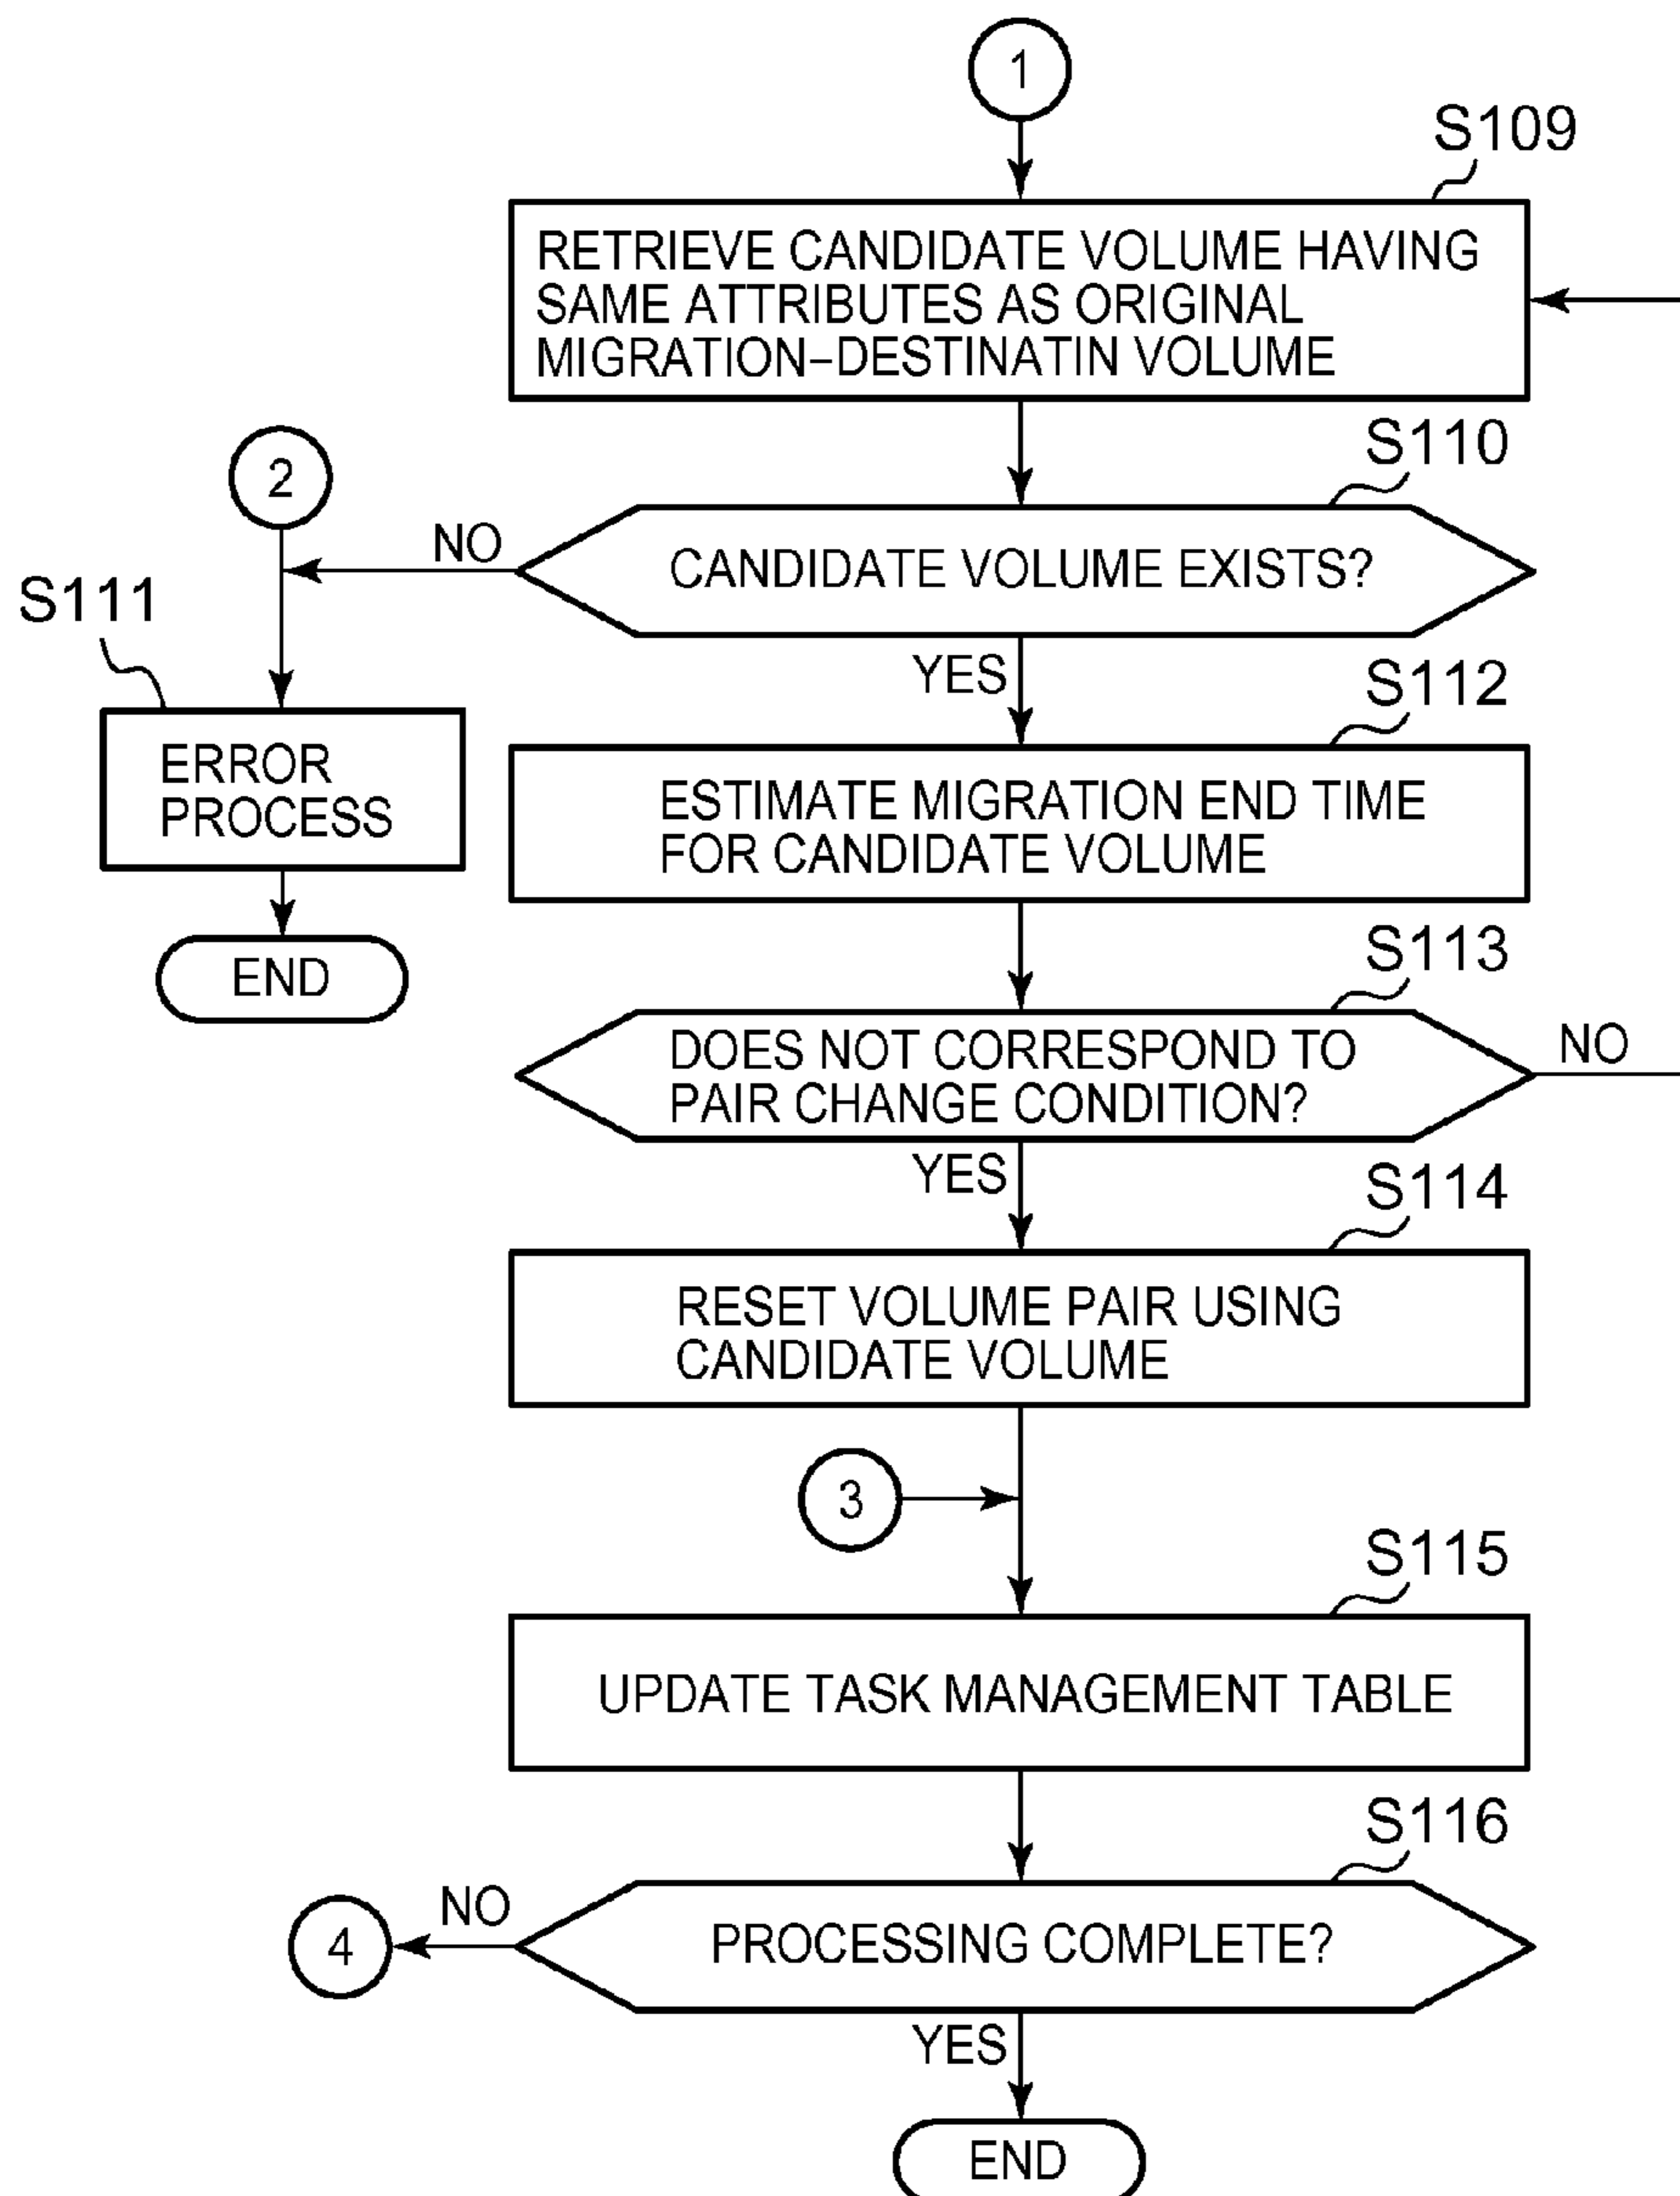 1
S109
RETRIEVE CANDIDATE VOLUME HAVING
SAME ATTRIBUTES AS ORIGINAL
MIGRATION-DESTINATIN VOLUME
S110
2
NO
CANDIDATE VOLUME EXISTS?
S111
YES
S112
ERROR
PROCESS
ESTIMATE MIGRATION END TIME
FOR CANDIDATE VOLUME
END
S113
DOES NOT CORRESPOND TO
PAIR CHANGE CONDITION?
NO
YES
S114
RESET VOLUME PAIR USING
CANDIDATE VOLUME
3
S115
UPDATE TASK MANAGEMENT TABLE
S116
4
NO
PROCESSING COMPLETE?
YES
END